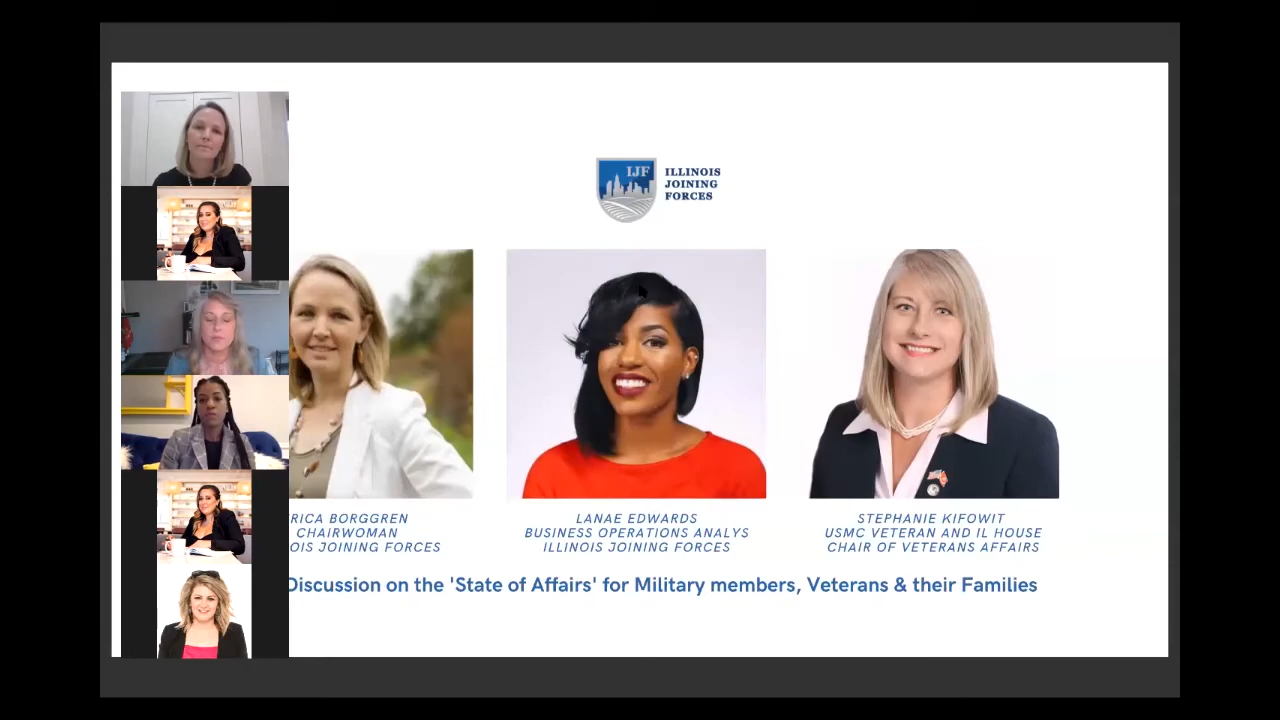 IJF
ILLINOIS
JOINING
FORCES
RICA BORGGREN
CHAIRWOMAN
OIS JOINING FORCES
LANAE EDWARDS
BUSINESS OPERATIONS ANALYS
ILLINOIS JOINING FORCES
STEPHANIE KIFOWIT
USMC VETERAN AND IL HOUSE
CHAIR OF VETERANS AFFAIRS
Discussion on the 'State of Affairs' for Military members, Veterans & their Families